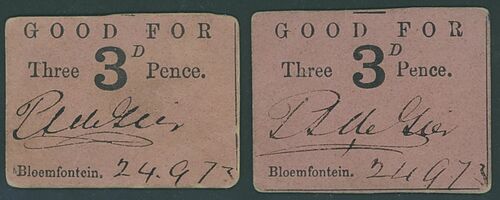 GOOD FOR
3D
Three Pence.
Bloemfontein. 24.9.73
GOOD FOR
3D
Three Pence.
Bloemfontein. 24.9.73